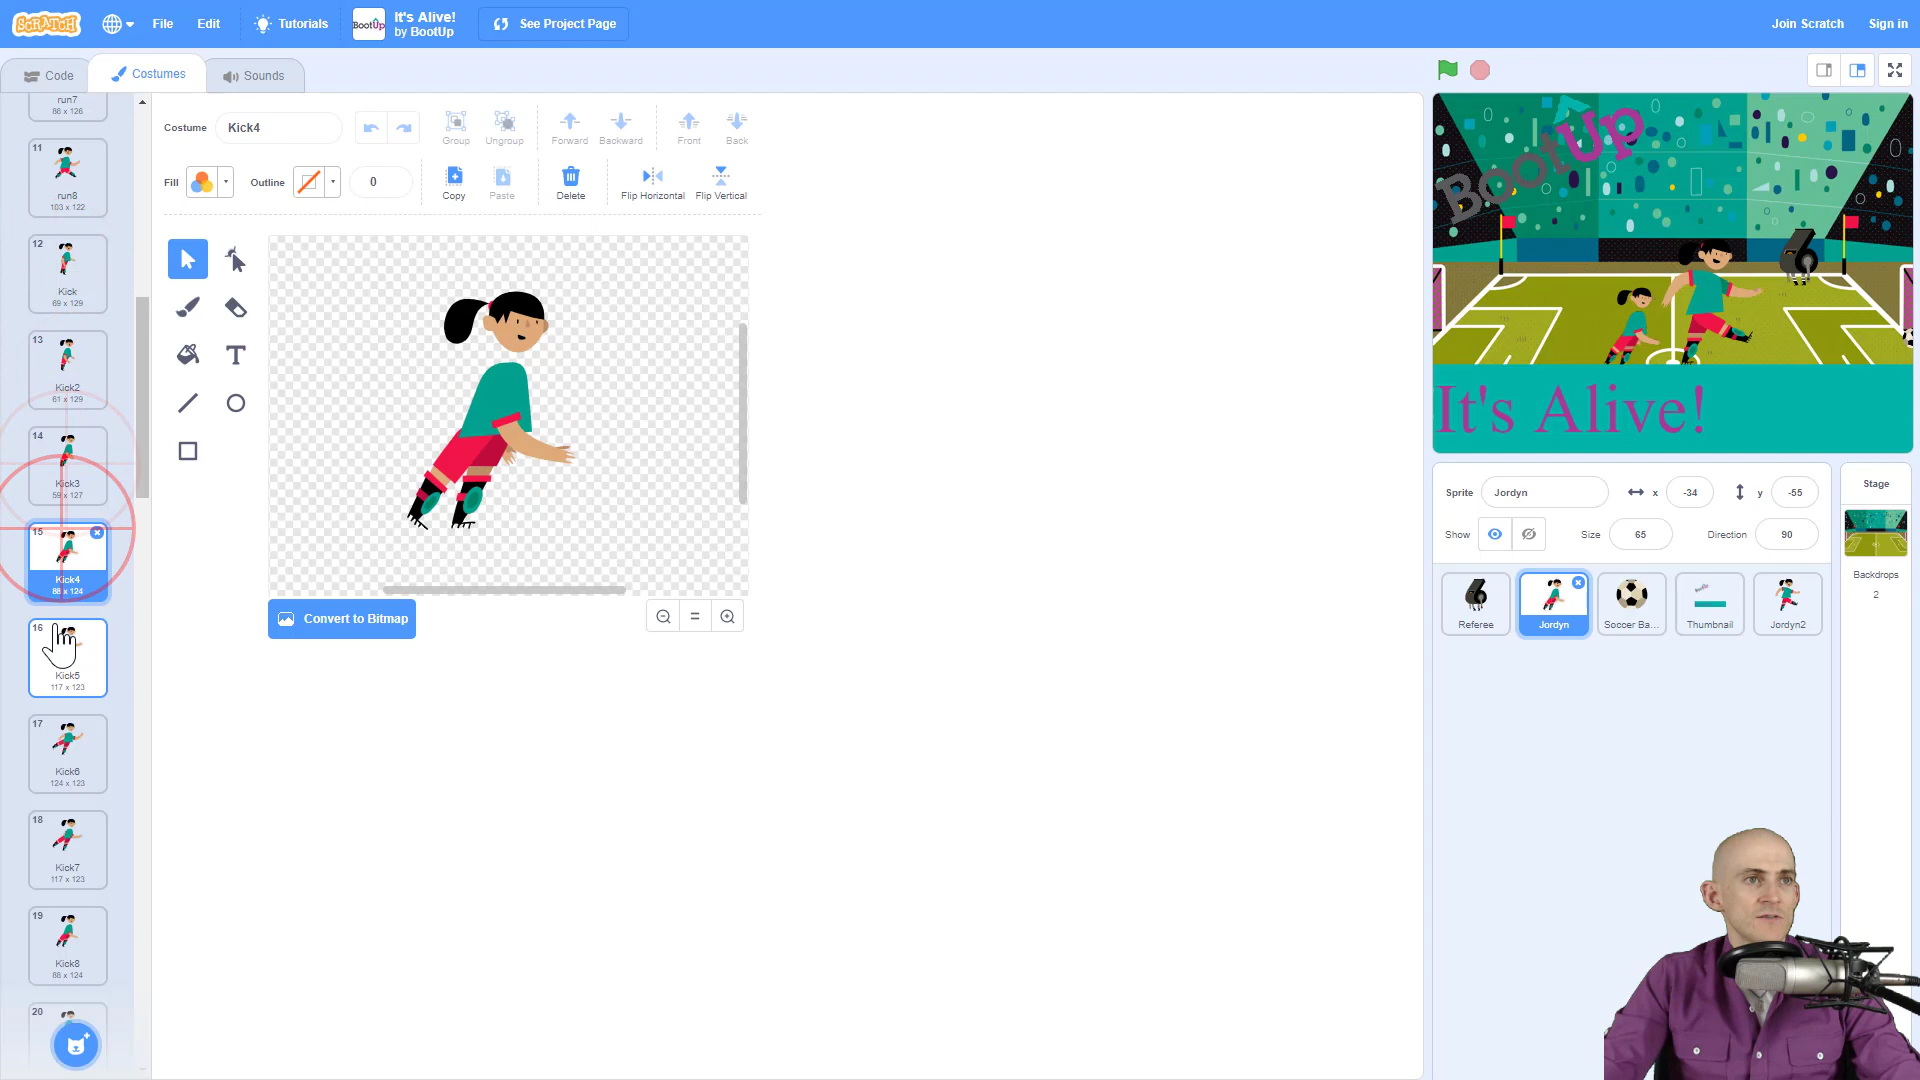 SCRATCH File Edit Tutorials BootUp It's Alive! See Project Page Join Scratch Sign in
by BootUp
Code Costumes Sounds
run7
86 x 126
11
run8
103 x 122
12
Kick
69 x 129
13
Kick2
61 x 129
14
Kick3
59 x 127
15
Kick4
88 x 124
16
Kick5
117 x 123
17
Kick6
124 x 123
18
Kick7
117 x 123
19
Kick8
88 x 124
20
Costume Kick4
Group Ungroup Forward Backward Front Back
Fill Outline 0 Copy Paste Delete Flip Horizontal Flip Vertical
T
Convert to Bitmap
BootUp
It's Alive!
Sprite Jordyn x -34 y -55
Show Size 65 Direction 90
Referee Jordyn Soccer Ba... Thumbnail Jordyn2
Stage
Backdrops
2